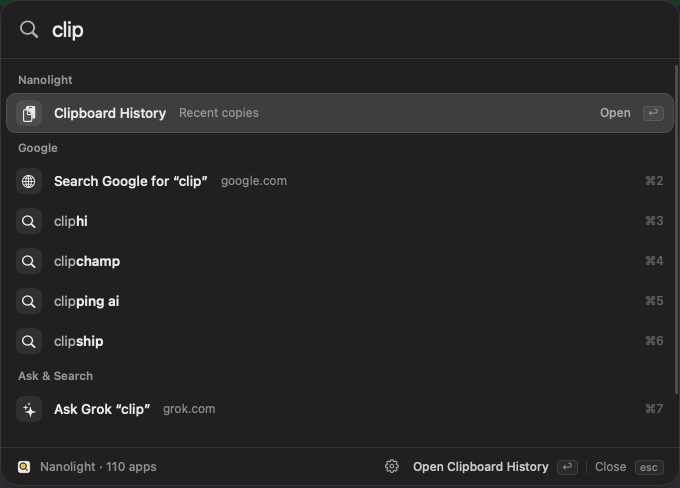 clip
Nanolight
Clipboard History Recent copies Open ↩
Google
Search Google for “clip” google.com ⌘2
cliphi ⌘3
clipchamp ⌘4
clipping ai ⌘5
clipship ⌘6
Ask & Search
Ask Grok “clip” grok.com ⌘7
Nanolight · 110 apps Open Clipboard History ↩ Close esc